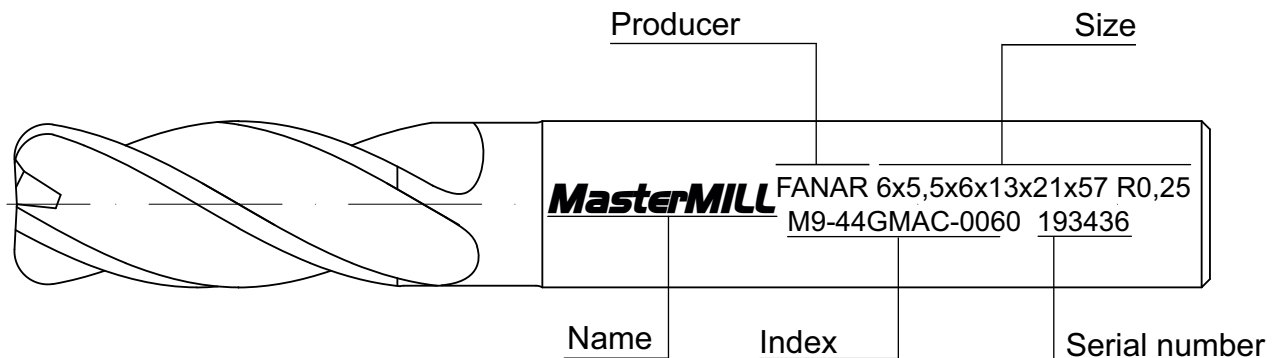 Producer
Size
MasterMILL
FANAR 6x5,5x6x13x21x57 R0,25
M9-44GMAC-0060 193436
Name
Index
Serial number